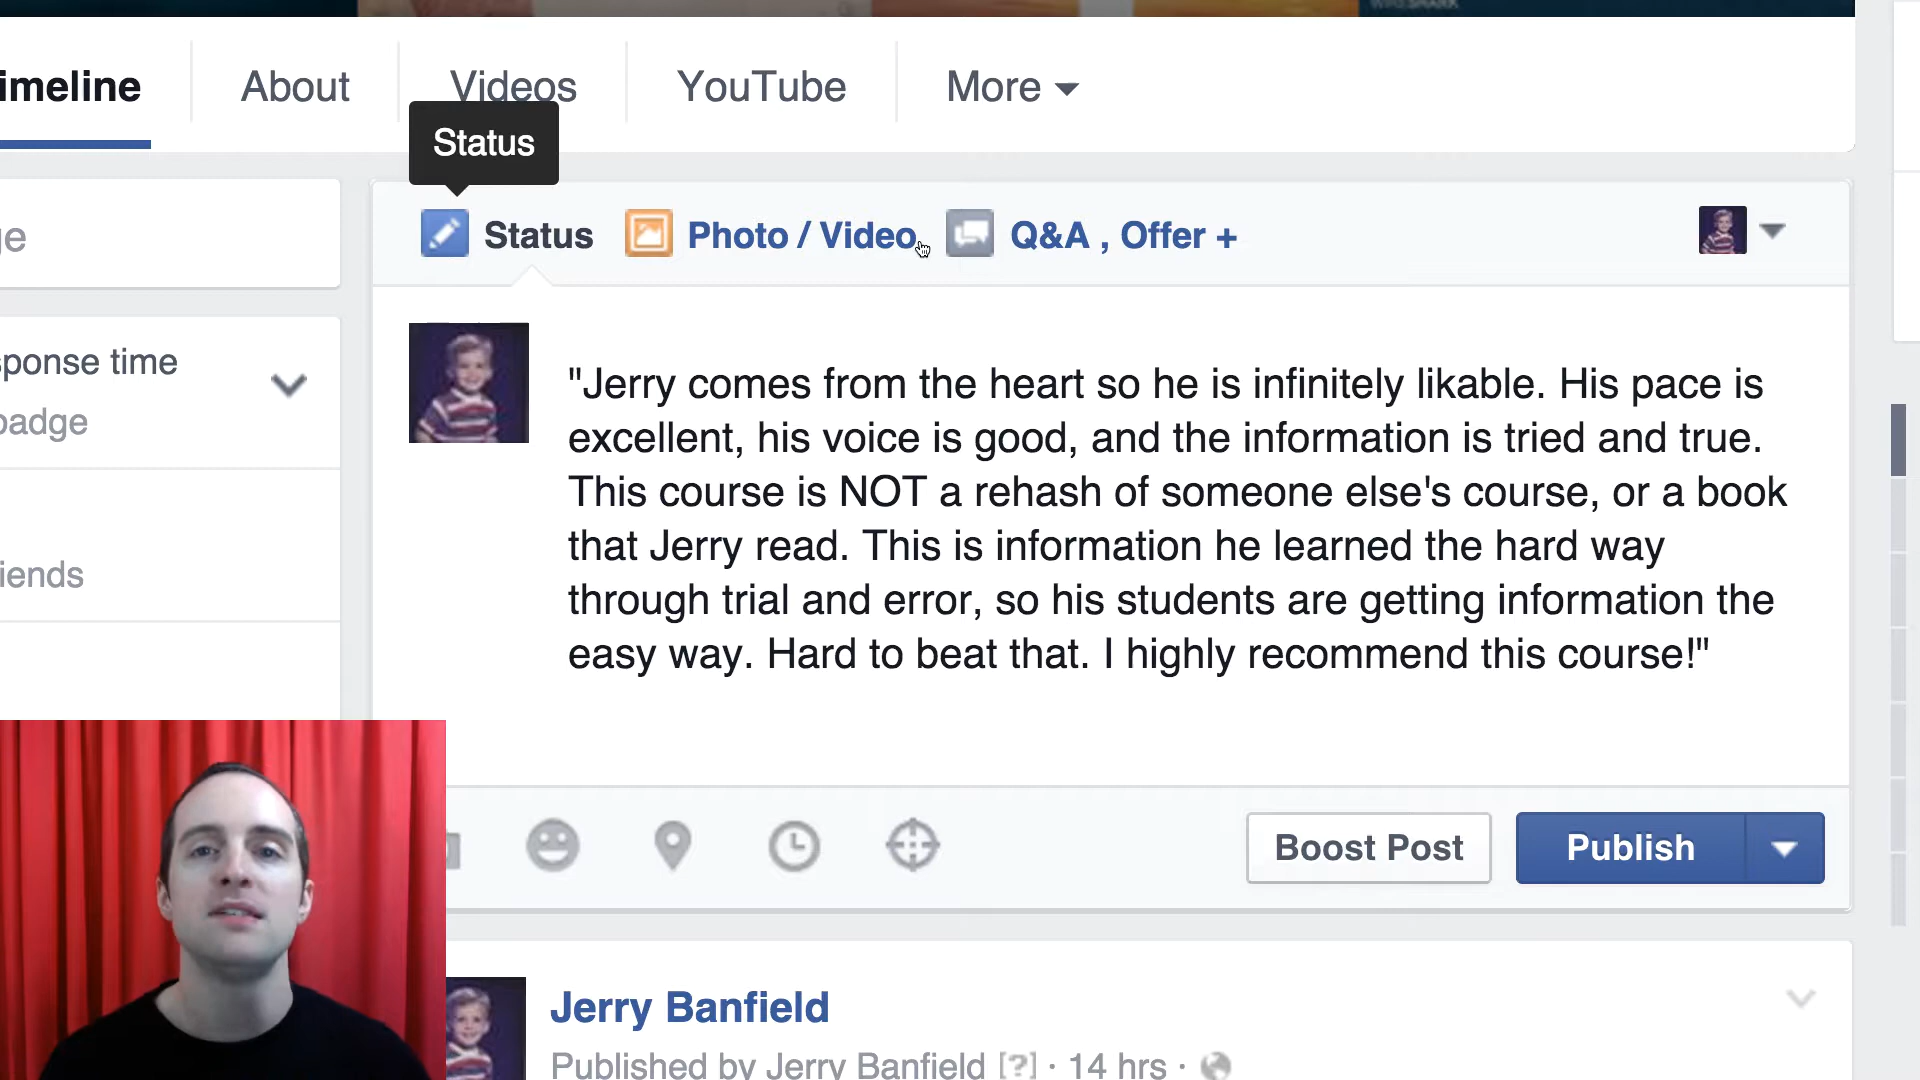 imeline
About
Videos
YouTube
More
Status
ge
Status
Photo / Video
Q&A , Offer +
sponse time
badge
"Jerry comes from the heart so he is infinitely likable. His pace is
excellent, his voice is good, and the information is tried and true.
This course is NOT a rehash of someone else's course, or a book
that Jerry read. This is information he learned the hard way
through trial and error, so his students are getting information the
easy way. Hard to beat that. I highly recommend this course!"
iends
Boost Post
Publish
Jerry Banfield
Published by Jerry Banfield [?] · 14 hrs ·